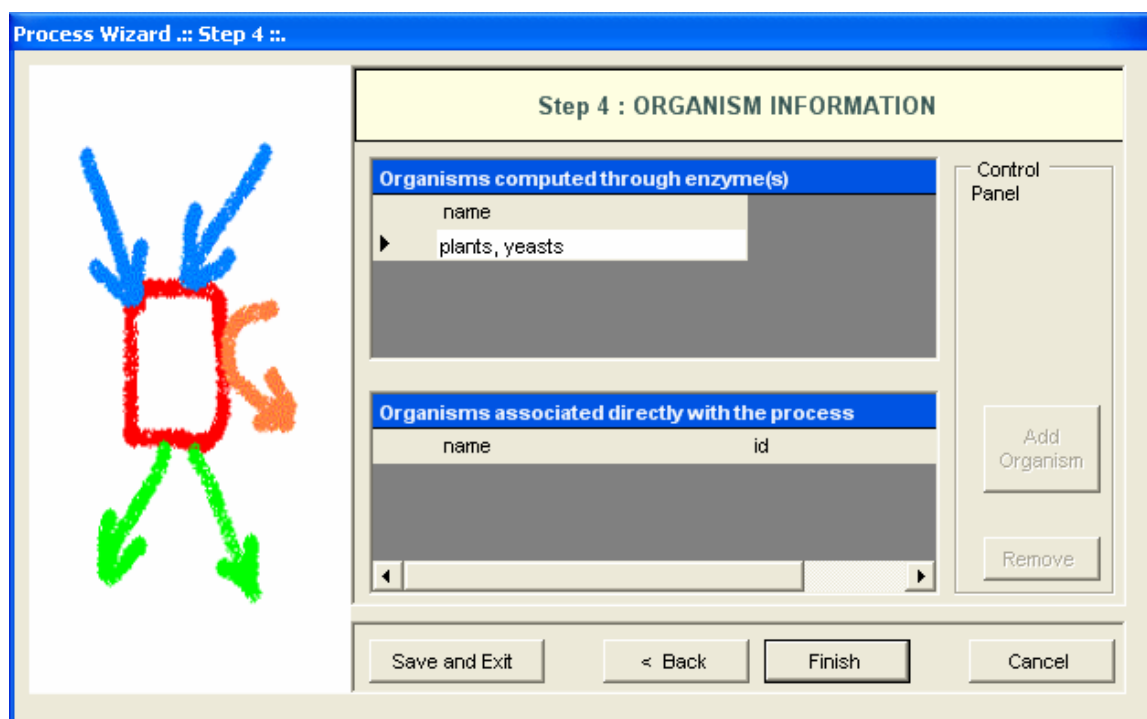 Process Wizard .:: Step 4 ::.
Step 4 : ORGANISM INFORMATION
Organisms computed through enzyme(s)
name
plants, yeasts
Organisms associated directly with the process
name id
Control
Panel
Add
Organism
Remove
Save and Exit < Back Finish Cancel